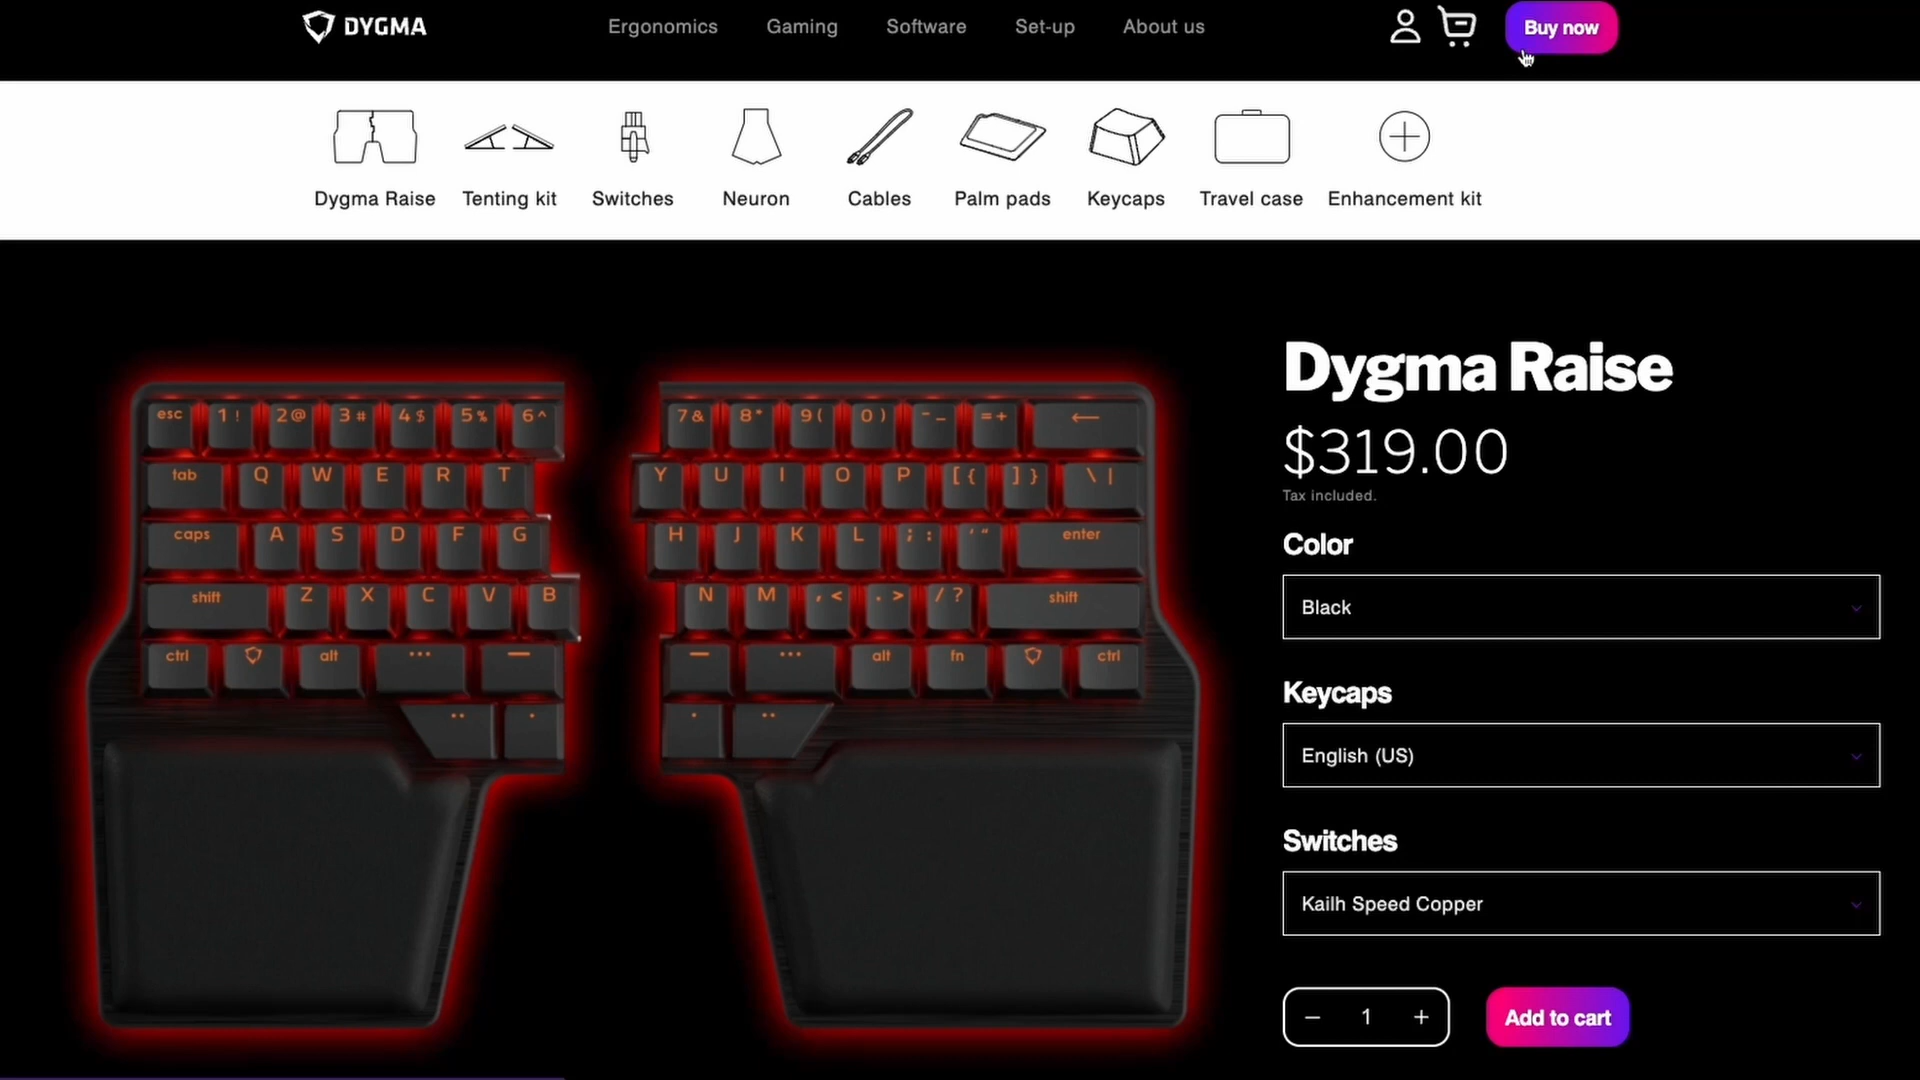 DYGMA
Ergonomics Gaming Software Set-up About us
Buy now
Dygma Raise Tenting kit Switches Neuron Cables Palm pads Keycaps Travel case Enhancement kit
Dygma Raise
$319.00
Tax included.
Color
Black
Keycaps
English (US)
Switches
Kailh Speed Copper
− 1 +
Add to cart
esc 1 ! 2 @ 3 # 4 $ 5 % 6 ^
7 & 8 * 9 ( 0 ) - _ = + ←
tab Q W E R T
Y U I O P [ { ] } \ |
caps A S D F G
H J K L ; : ' " enter
shift Z X C V B
N M , < . > / ? shift
ctrl alt ••• —
— ••• alt fn ctrl
•• •
• ••